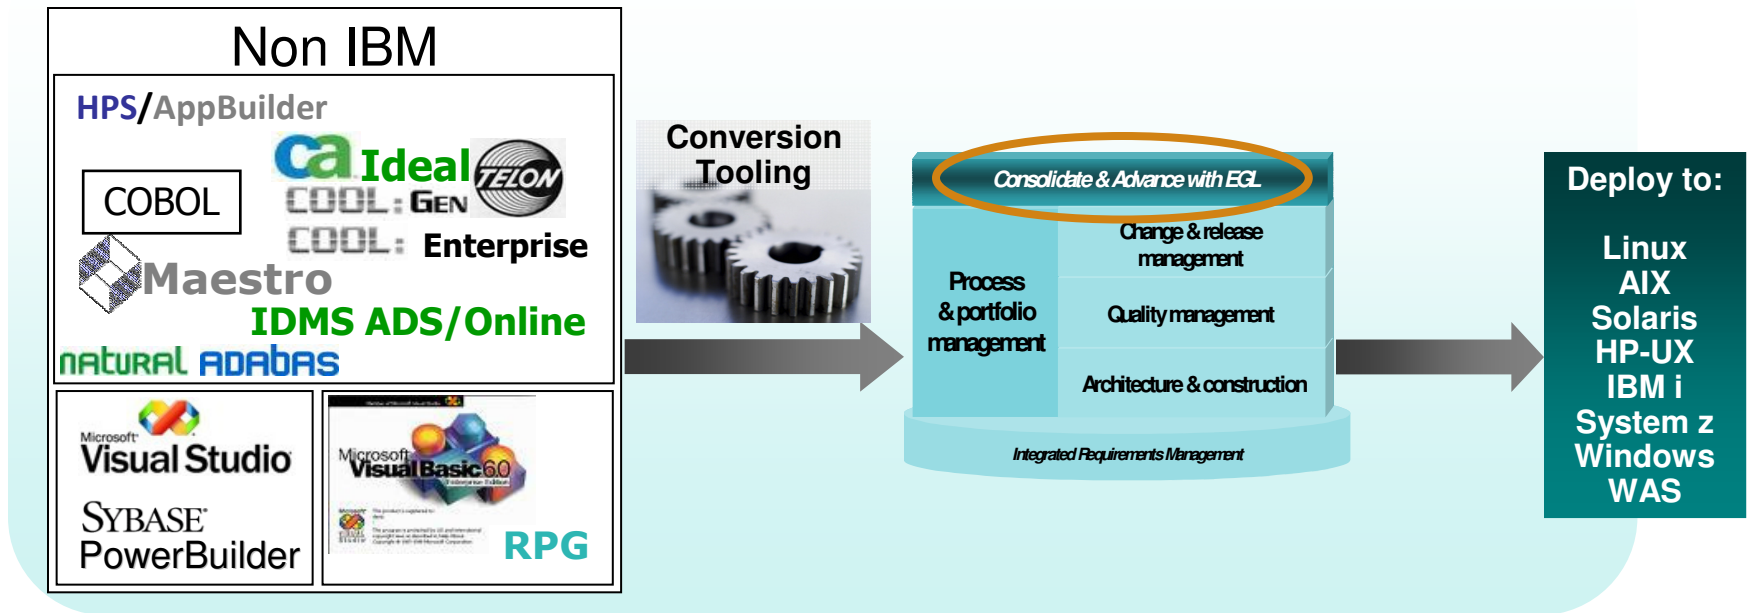 Non IBM
HPS/AppBuilder
ca Ideal
TELON
COBOL
COOL: GEN
COOL: Enterprise
Maestro
IDMS ADS/Online
natural ADABAS
Microsoft
Visual Studio
SYBASE
PowerBuilder
Microsoft
Visual Basic 6.0
Enterprise Edition
RPG
Conversion
Tooling
Consolidate & Advance with EGL
Process
& portfolio
management
Change & release
management
Quality management
Architecture & construction
Integrated Requirements Management
Deploy to:
Linux
AIX
Solaris
HP-UX
IBM i
System z
Windows
WAS